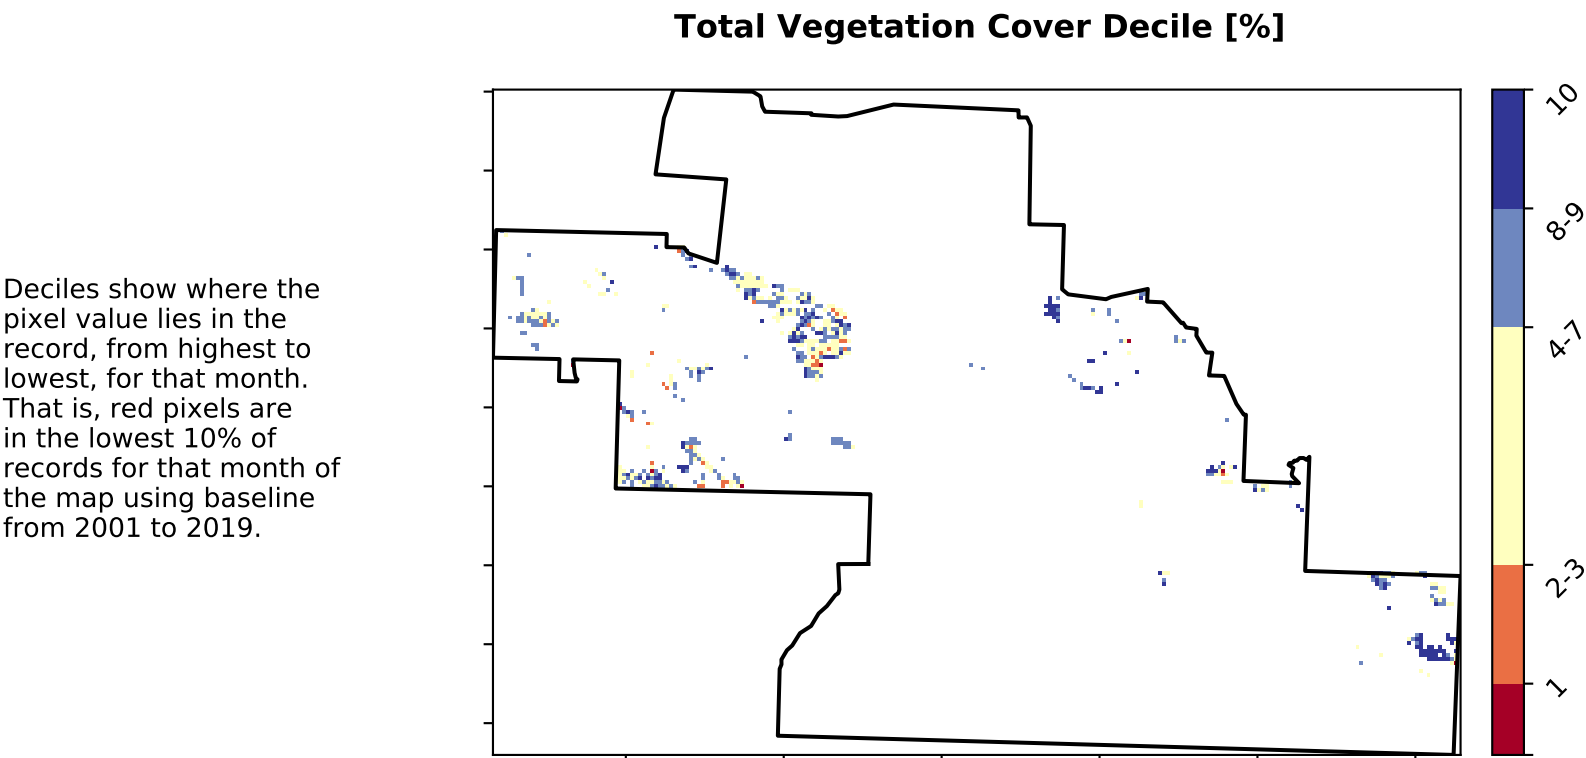 Total Vegetation Cover Decile [%]
Deciles show where the
pixel value lies in the
record, from highest to
lowest, for that month.
That is, red pixels are
in the lowest 10% of
records for that month of
the map using baseline
from 2001 to 2019.
10
8-9
4-7
2-3
1